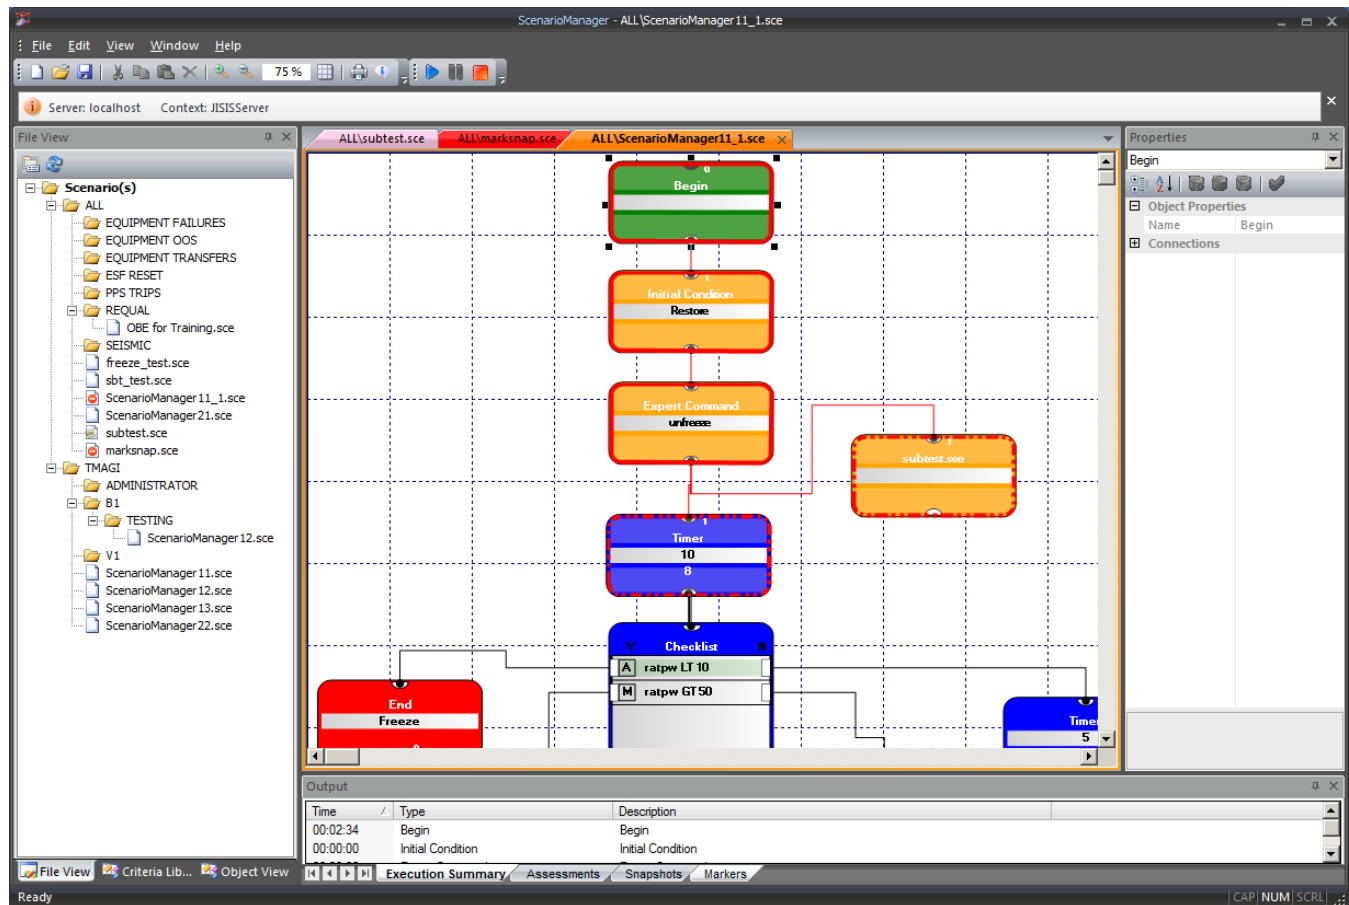 ScenarioManager - ALL\ScenarioManager11_1.sce
File Edit View Window Help
75%
Server: localhost Context: JISISServer
File View
Scenario(s)
ALL
EQUIPMENT FAILURES
EQUIPMENT OOS
EQUIPMENT TRANSFERS
ESF RESET
PPS TRIPS
REQUAL
OBE for Training.sce
SEISMIC
freeze_test.sce
sbt_test.sce
ScenarioManager11_1.sce
ScenarioManager21.sce
subtest.sce
marksnap.sce
TMAGI
ADMINISTRATOR
B1
TESTING
ScenarioManager12.sce
V1
ScenarioManager11.sce
ScenarioManager12.sce
ScenarioManager13.sce
ScenarioManager22.sce
File View Criteria Lib... Object View
ALL\subtest.sce ALL\marksnap.sce ALL\ScenarioManager11_1.sce
0
Begin
1
Initial Condition
Restore
Expert Command
unfreeze
1
subtest.sce
1
Timer
10
8
Y Checklist N
A ratpw LT 10
M ratpw GT 50
End
Freeze
Timer
5
Properties
Begin
Object Properties
Name Begin
Connections
Output
Time Type Description
00:02:34 Begin Begin
00:00:00 Initial Condition Initial Condition
Execution Summary Assessments Snapshots Markers
Ready
CAP NUM SCRL